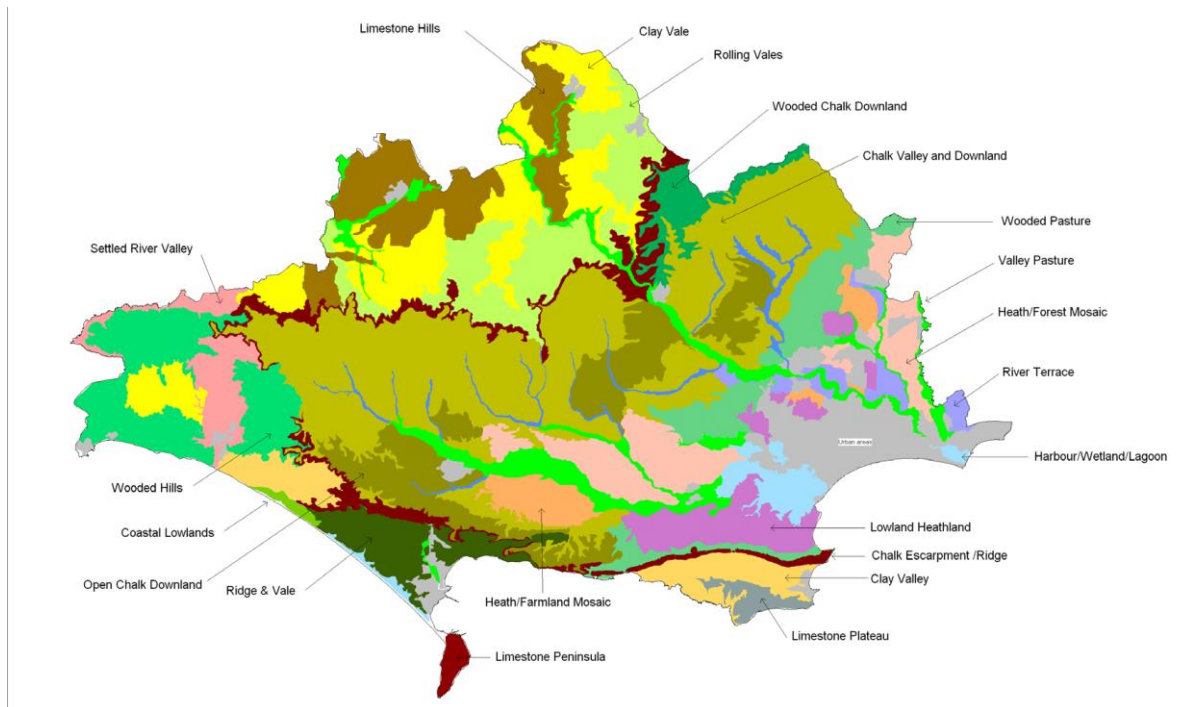 Limestone Hills
Clay Vale
Rolling Vales
Wooded Chalk Downland
Chalk Valley and Downland
Wooded Pasture
Settled River Valley
Valley Pasture
Heath/Forest Mosaic
River Terrace
Urban areas
Harbour/Wetland/Lagoon
Wooded Hills
Coastal Lowlands
Lowland Heathland
Chalk Escarpment /Ridge
Open Chalk Downland
Ridge & Vale
Clay Valley
Heath/Farmland Mosaic
Limestone Plateau
Limestone Peninsula